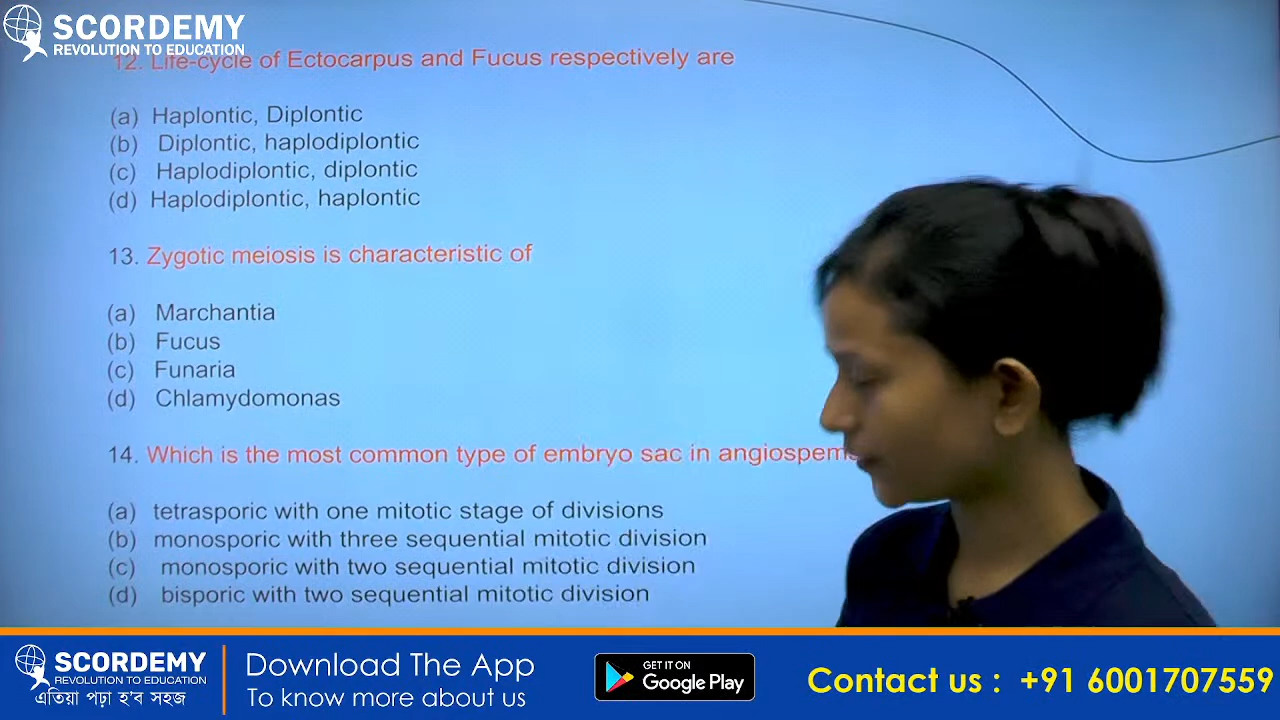 SCORDEMY
REVOLUTION TO EDUCATION
12. Life-cycle of Ectocarpus and Fucus respectively are
(a) Haplontic, Diplontic
(b) Diplontic, haplodiplontic
(c) Haplodiplontic, diplontic
(d) Haplodiplontic, haplontic
13. Zygotic meiosis is characteristic of
(a) Marchantia
(b) Fucus
(c) Funaria
(d) Chlamydomonas
14. Which is the most common type of embryo sac in angiosperm
(a) tetrasporic with one mitotic stage of divisions
(b) monosporic with three sequential mitotic division
(c) monosporic with two sequential mitotic division
(d) bisporic with two sequential mitotic division
SCORDEMY
REVOLUTION TO EDUCATION
এতিয়া পঢ়া হ'ব সহজ
Download The App
To know more about us
GET IT ON
Google Play
Contact us : +91 6001707559